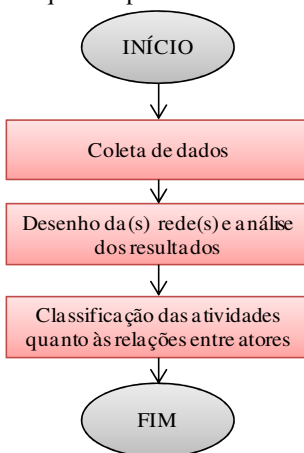 INÍCIO
Coleta de dados
Desenho da(s) rede(s) e análise
dos resultados
Classificação das atividades
quanto às relações entre atores
FIM